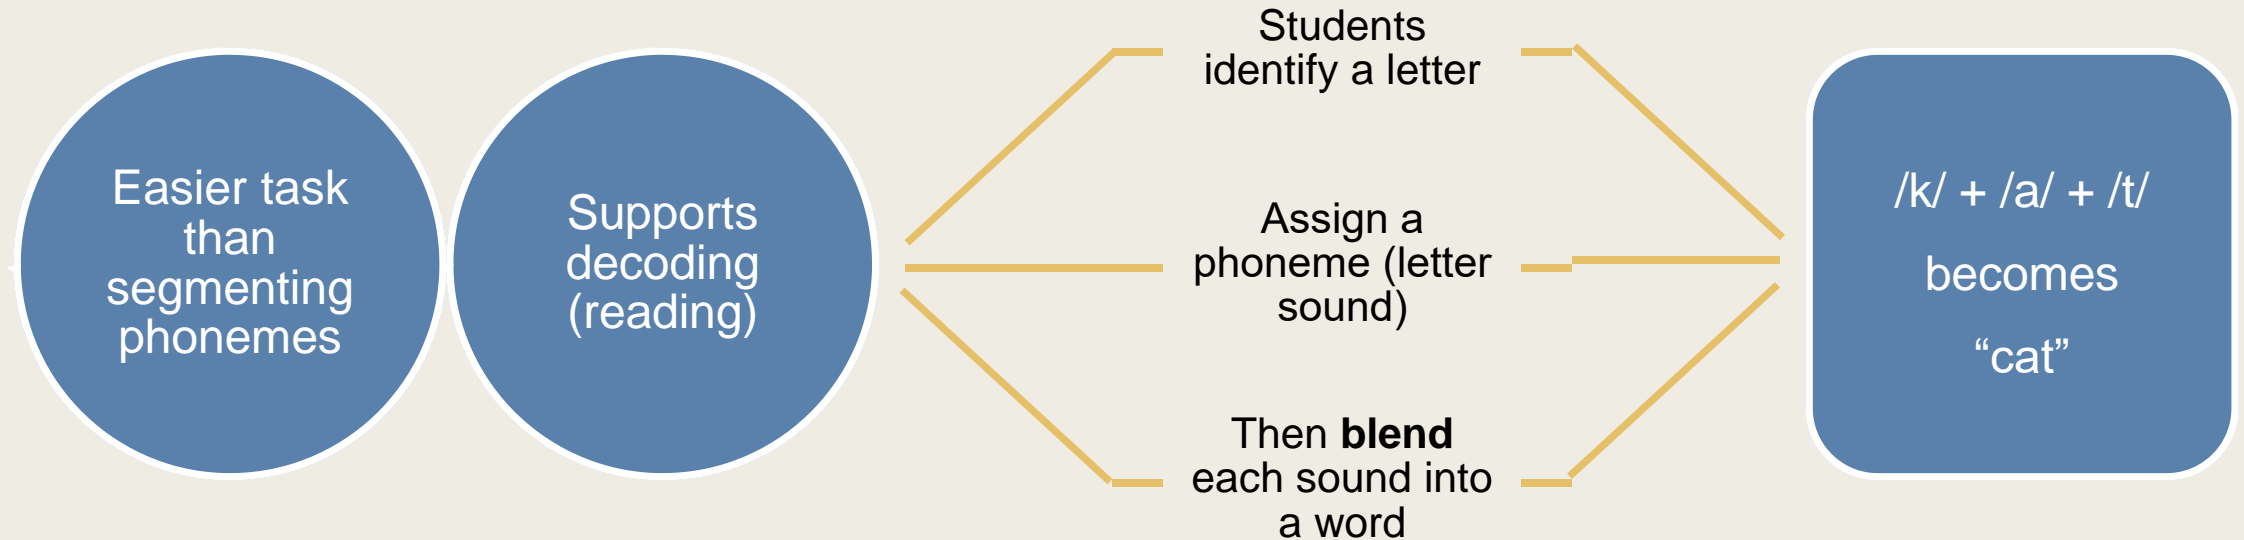 Easier task
than
segmenting
phonemes
Supports
decoding
(reading)
Students
identify a letter
Assign a
phoneme (letter
sound)
Then blend
each sound into
a word
/k/ + /a/ + /t/
becomes
“cat”